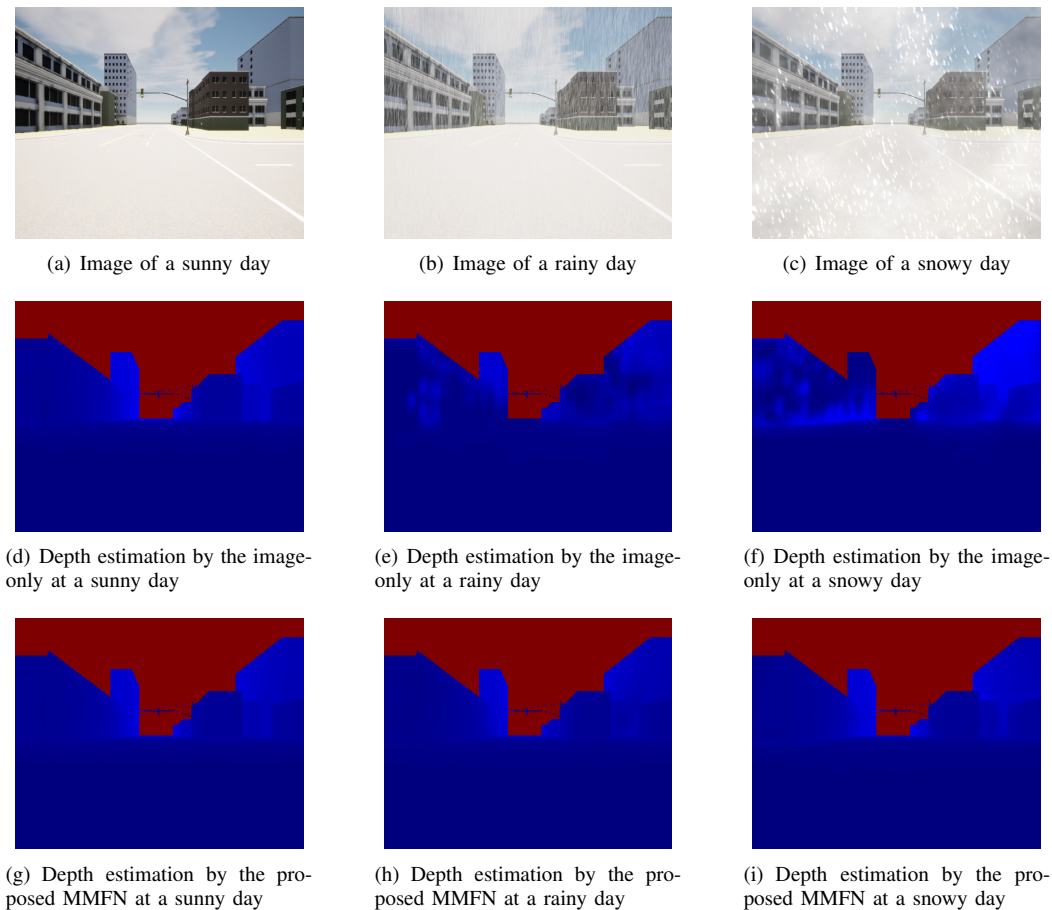 (a) Image of a sunny day
(b) Image of a rainy day
(c) Image of a snowy day
(d) Depth estimation by the image-
only at a sunny day
(e) Depth estimation by the image-
only at a rainy day
(f) Depth estimation by the image-
only at a snowy day
(g) Depth estimation by the pro-
posed MMFN at a sunny day
(h) Depth estimation by the pro-
posed MMFN at a rainy day
(i) Depth estimation by the pro-
posed MMFN at a snowy day